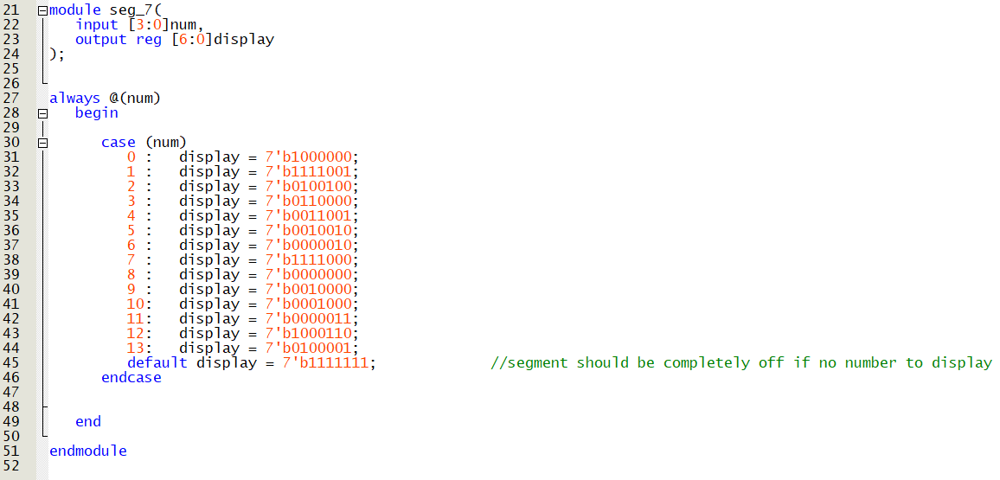 21 module seg_7(
22 input [3:0]num,
23 output reg [6:0]display
24 );
25
26
27 always @(num)
28 begin
29
30 case (num)
31 0 : display = 7'b1000000;
32 1 : display = 7'b1111001;
33 2 : display = 7'b0100100;
34 3 : display = 7'b0110000;
35 4 : display = 7'b0011001;
36 5 : display = 7'b0010010;
37 6 : display = 7'b0000010;
38 7 : display = 7'b1111000;
39 8 : display = 7'b0000000;
40 9 : display = 7'b0010000;
41 10: display = 7'b0001000;
42 11: display = 7'b0000011;
43 12: display = 7'b1000110;
44 13: display = 7'b0100001;
45 default display = 7'b1111111; //segment should be completely off if no number to display
46 endcase
47
48
49 end
50
51 endmodule
52